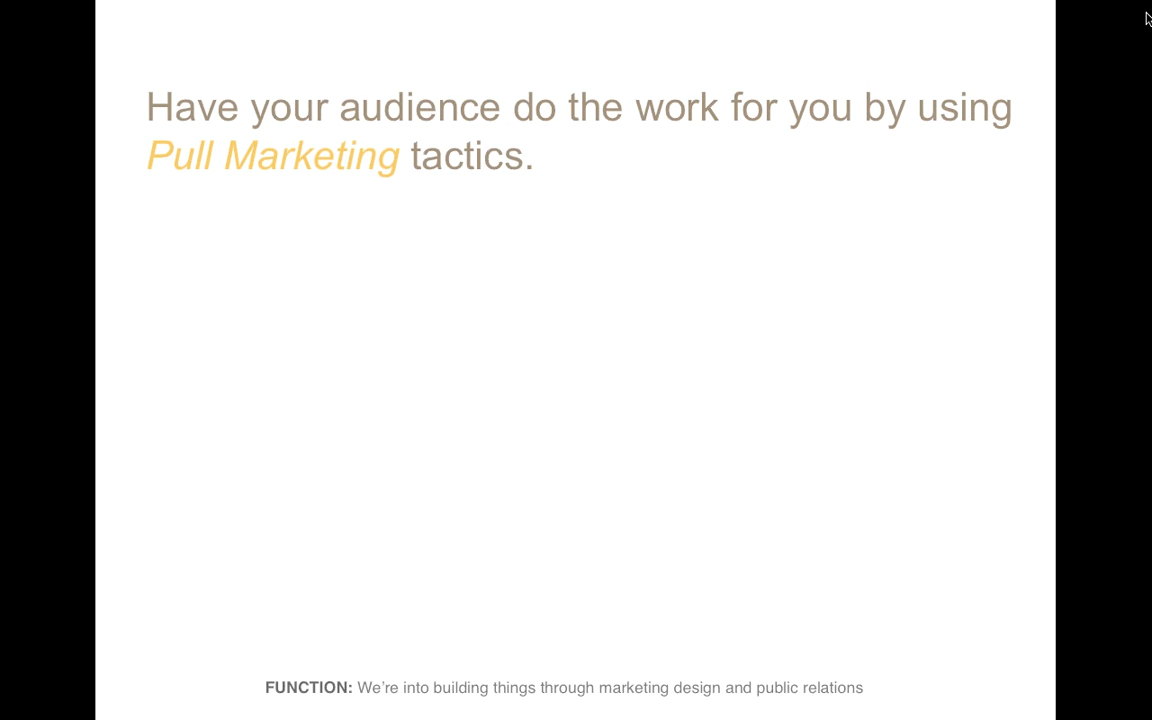 Have your audience do the work for you by using
Pull Marketing tactics.
FUNCTION: We’re into building things through marketing design and public relations